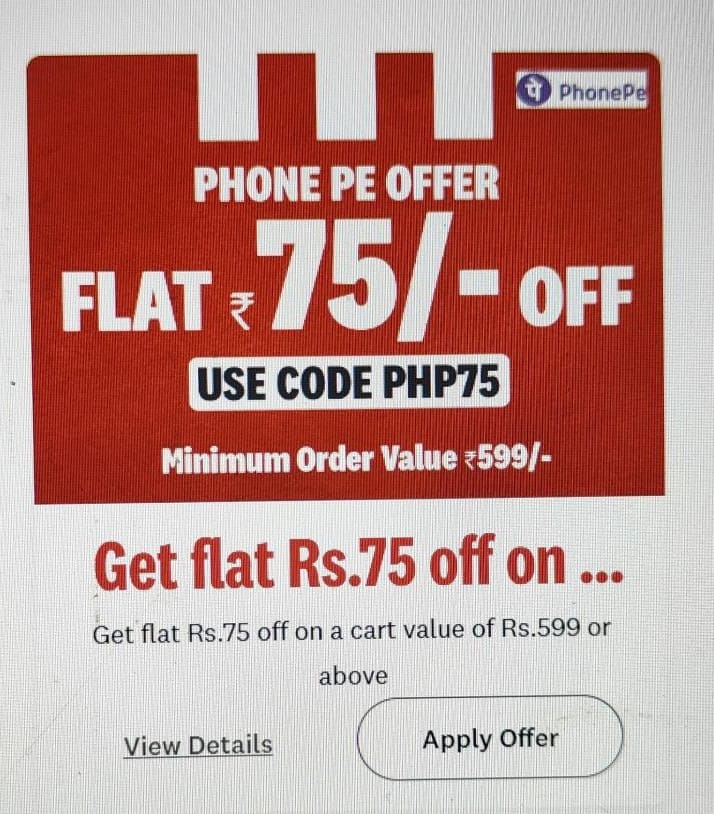 पे PhonePe
PHONE PE OFFER
FLAT ₹75/- OFF
USE CODE PHP75
Minimum Order Value ₹599/-
Get flat Rs.75 off on ...
Get flat Rs.75 off on a cart value of Rs.599 or
above
View Details
Apply Offer